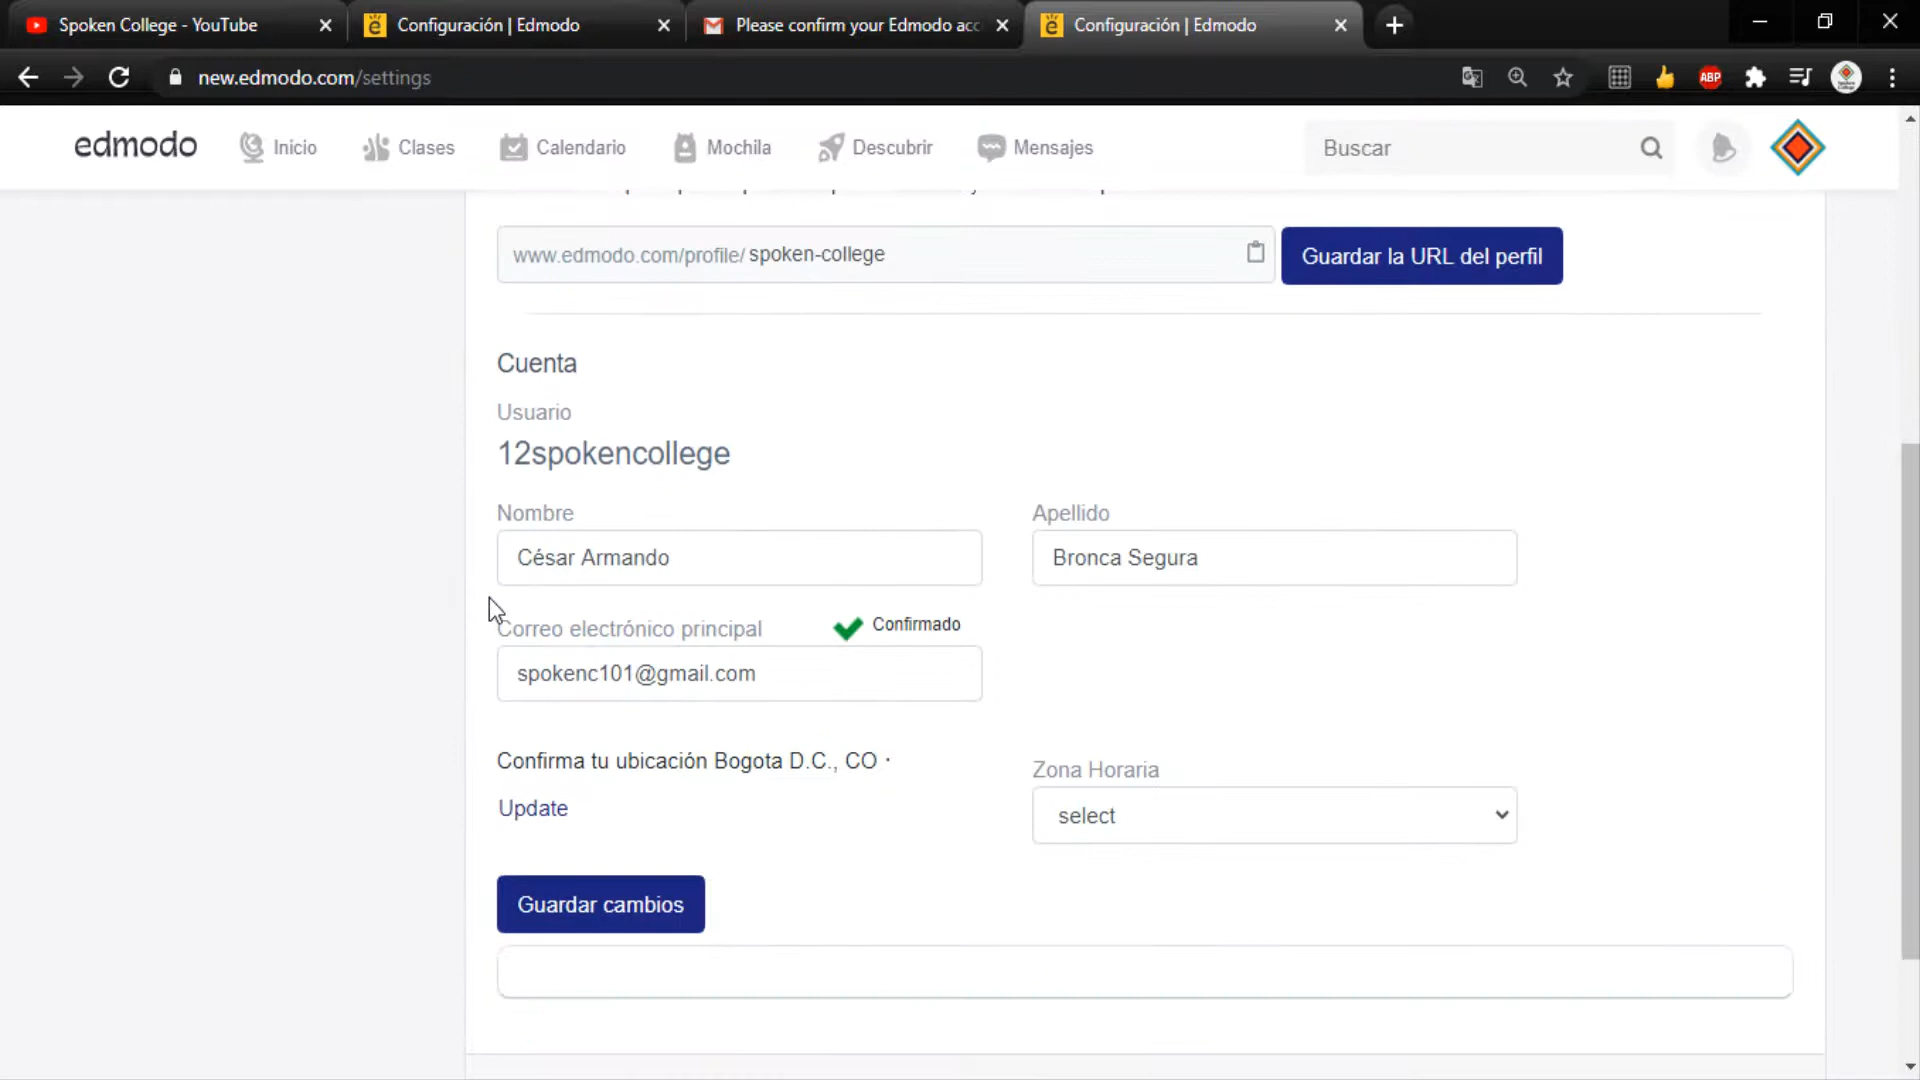 Spoken College - YouTube
Configuración | Edmodo
Please confirm your Edmodo acc
Configuración | Edmodo
new.edmodo.com/settings
ABP
edmodo
Inicio
Clases
Calendario
Mochila
Descubrir
Mensajes
Buscar
www.edmodo.com/profile/ spoken-college
Guardar la URL del perfil
Cuenta
Usuario
12spokencollege
Nombre
Apellido
César Armando
Bronca Segura
Correo electrónico principal
Confirmado
spokenc101@gmail.com
Confirma tu ubicación Bogota D.C., CO ·
Update
Zona Horaria
select
Guardar cambios